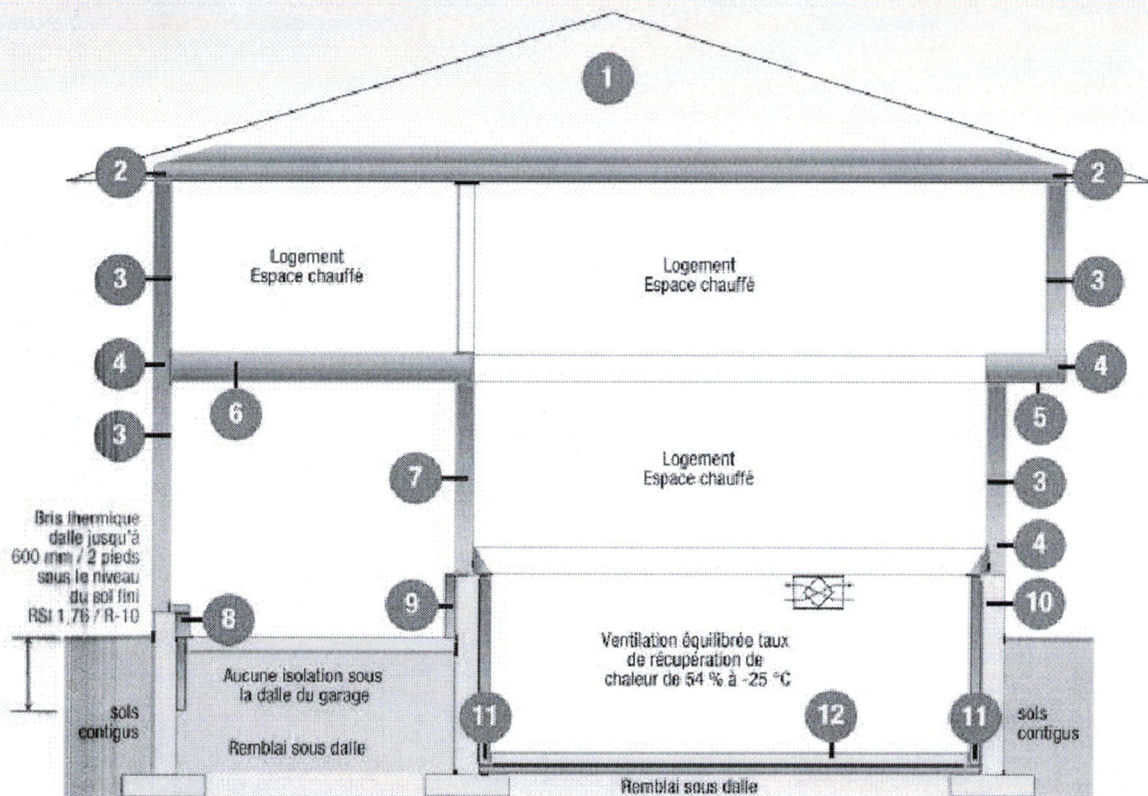 1
2
2
Logement
Espace chauffé
Logement
Espace chauffé
3
3
4
4
6
5
3
Logement
Espace chauffé
7
3
Bris thermique
dalle jusqu'à
600 mm / 2 pieds
sous le niveau
du sol fini
RSI 1,76 / R-10
4
8
9
10
Ventilation équilibrée taux
de récupération de
chaleur de 54 % à -25 °C
Aucune isolation sous
la dalle du garage
sols
contigus
11
12
11
sols
contigus
Remblai sous dalle
Remblai sous dalle